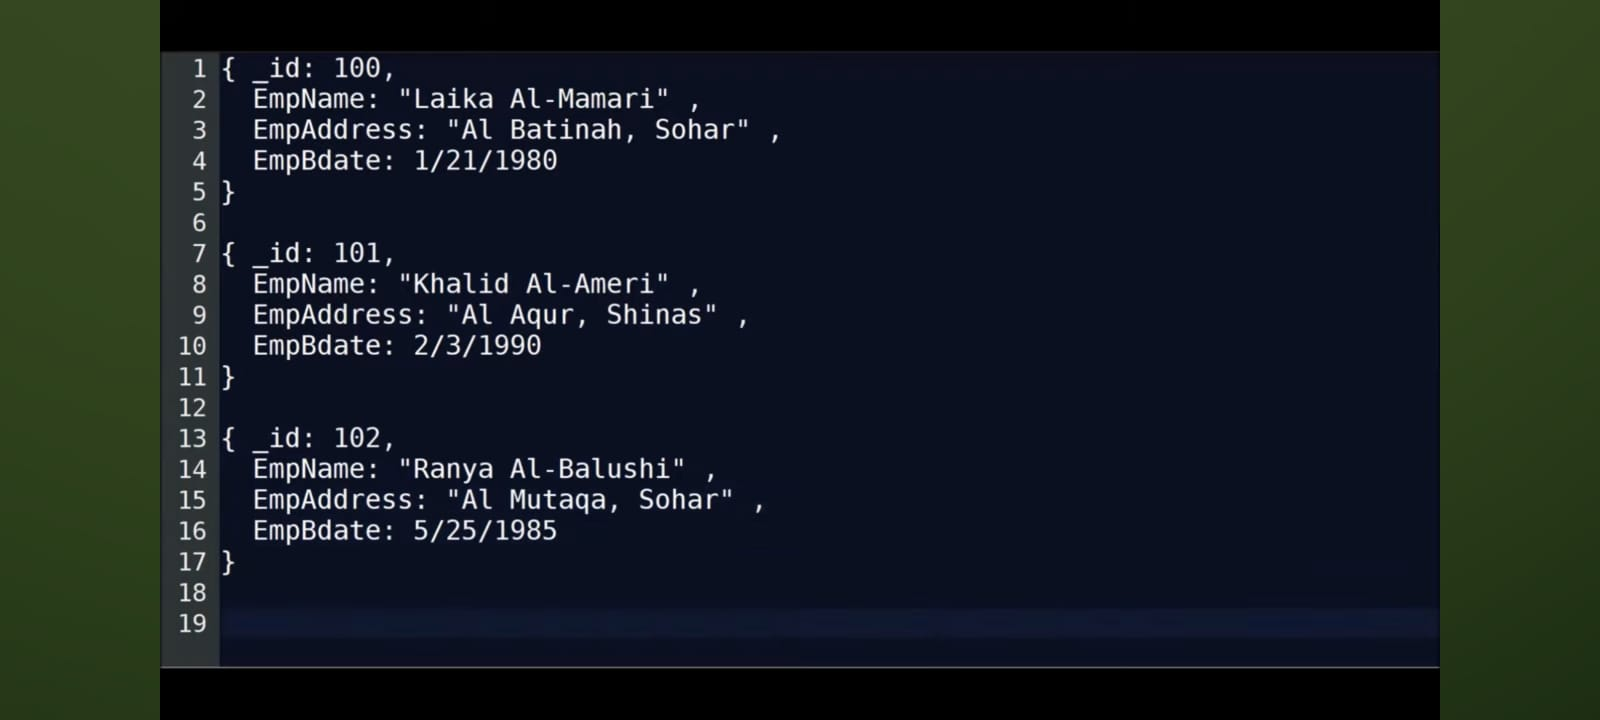 1 { _id: 100,
2 EmpName: "Laika Al-Mamari" ,
3 EmpAddress: "Al Batinah, Sohar" ,
4 EmpBdate: 1/21/1980
5 }
6
7 { _id: 101,
8 EmpName: "Khalid Al-Ameri" ,
9 EmpAddress: "Al Aqur, Shinas" ,
10 EmpBdate: 2/3/1990
11 }
12
13 { _id: 102,
14 EmpName: "Ranya Al-Balushi" ,
15 EmpAddress: "Al Mutaqa, Sohar" ,
16 EmpBdate: 5/25/1985
17 }
18
19